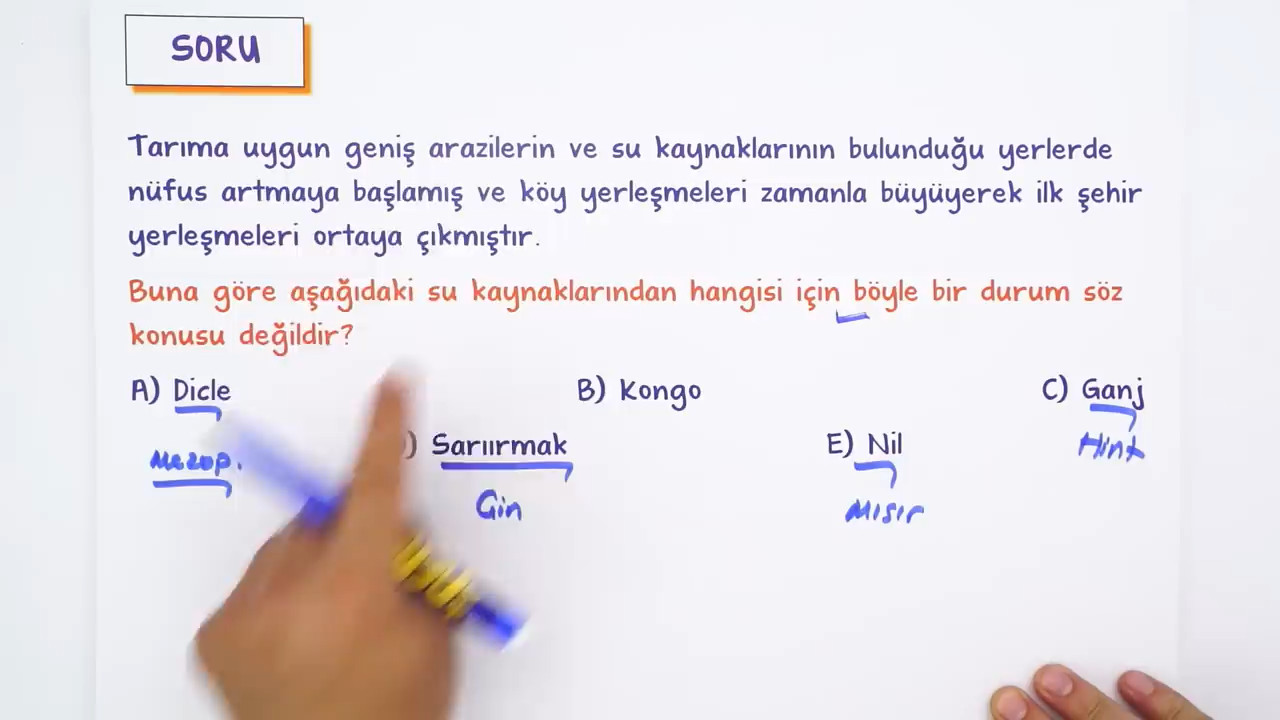 SORU
Tarıma uygun geniş arazilerin ve su kaynaklarının bulunduğu yerlerde
nüfus artmaya başlamış ve köy yerleşmeleri zamanla büyüyerek ilk şehir
yerleşmeleri ortaya çıkmıştır.
Buna göre aşağıdaki su kaynaklarından hangisi için böyle bir durum söz
konusu değildir?
A) Dicle B) Kongo C) Ganj
) Sarıırmak E) Nil
Mezop. Hint
Çin Mısır